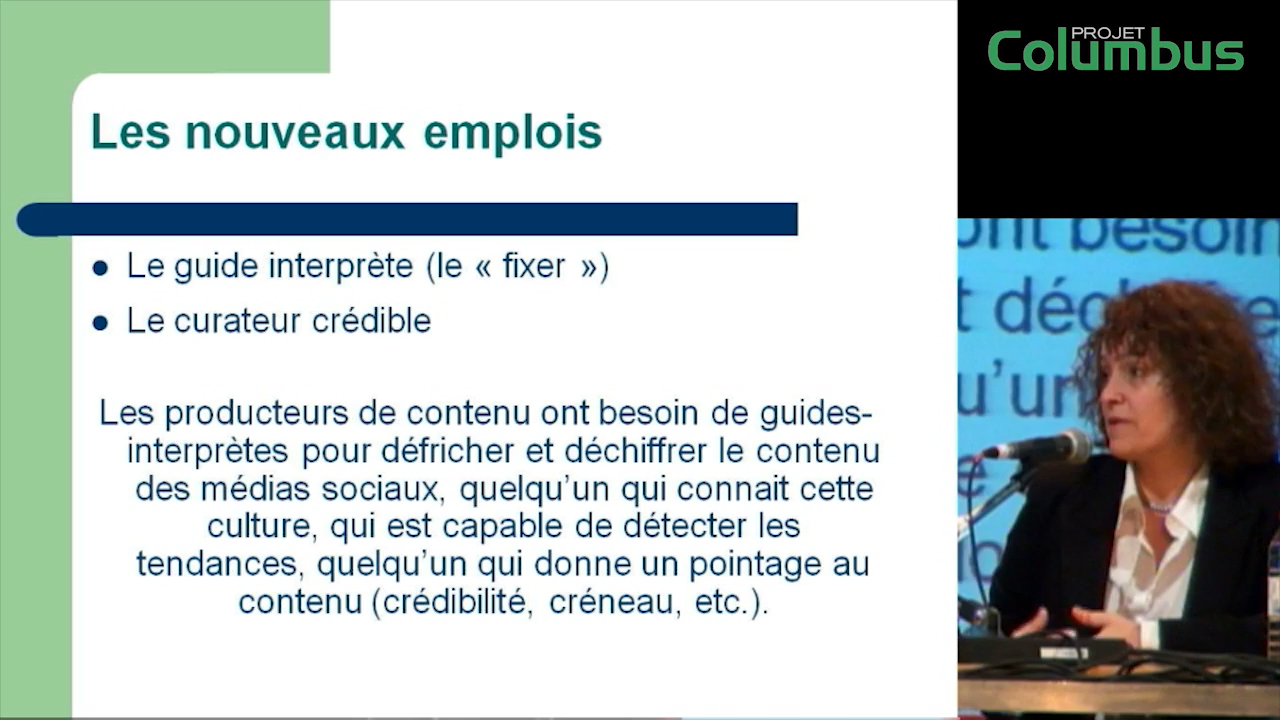 PROJET
Columbus
Les nouveaux emplois
Le guide interprète (le « fixer »)
Le curateur crédible
Les producteurs de contenu ont besoin de guides-
interprètes pour défricher et déchiffrer le contenu
des médias sociaux, quelqu’un qui connait cette
culture, qui est capable de détecter les
tendances, quelqu’un qui donne un pointage au
contenu (crédibilité, créneau, etc.).
ont besoin